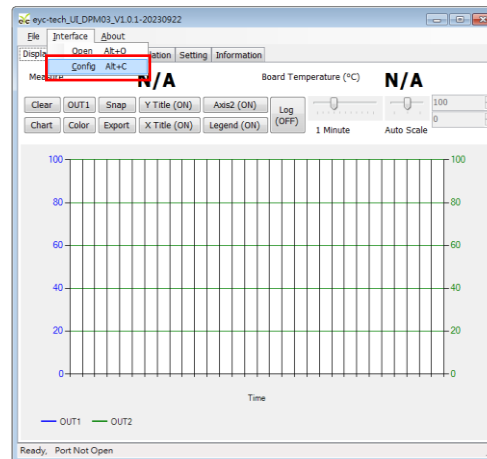 eyc-tech_UI_DPM03_V1.0.1-20230922
File Interface About
Open Alt+O
Config Alt+C
Setting Information
N/A
Board Temperature (°C)
N/A
Clear OUT1 Snap Y Title (ON) Axis2 (ON) Log (OFF)
100
Chart Color Export X Title (ON) Legend (ON)
1 Minute Auto Scale
0
100 100
80 80
60 60
40 40
20 20
0 0
Time
OUT1 OUT2
Ready, Port Not Open